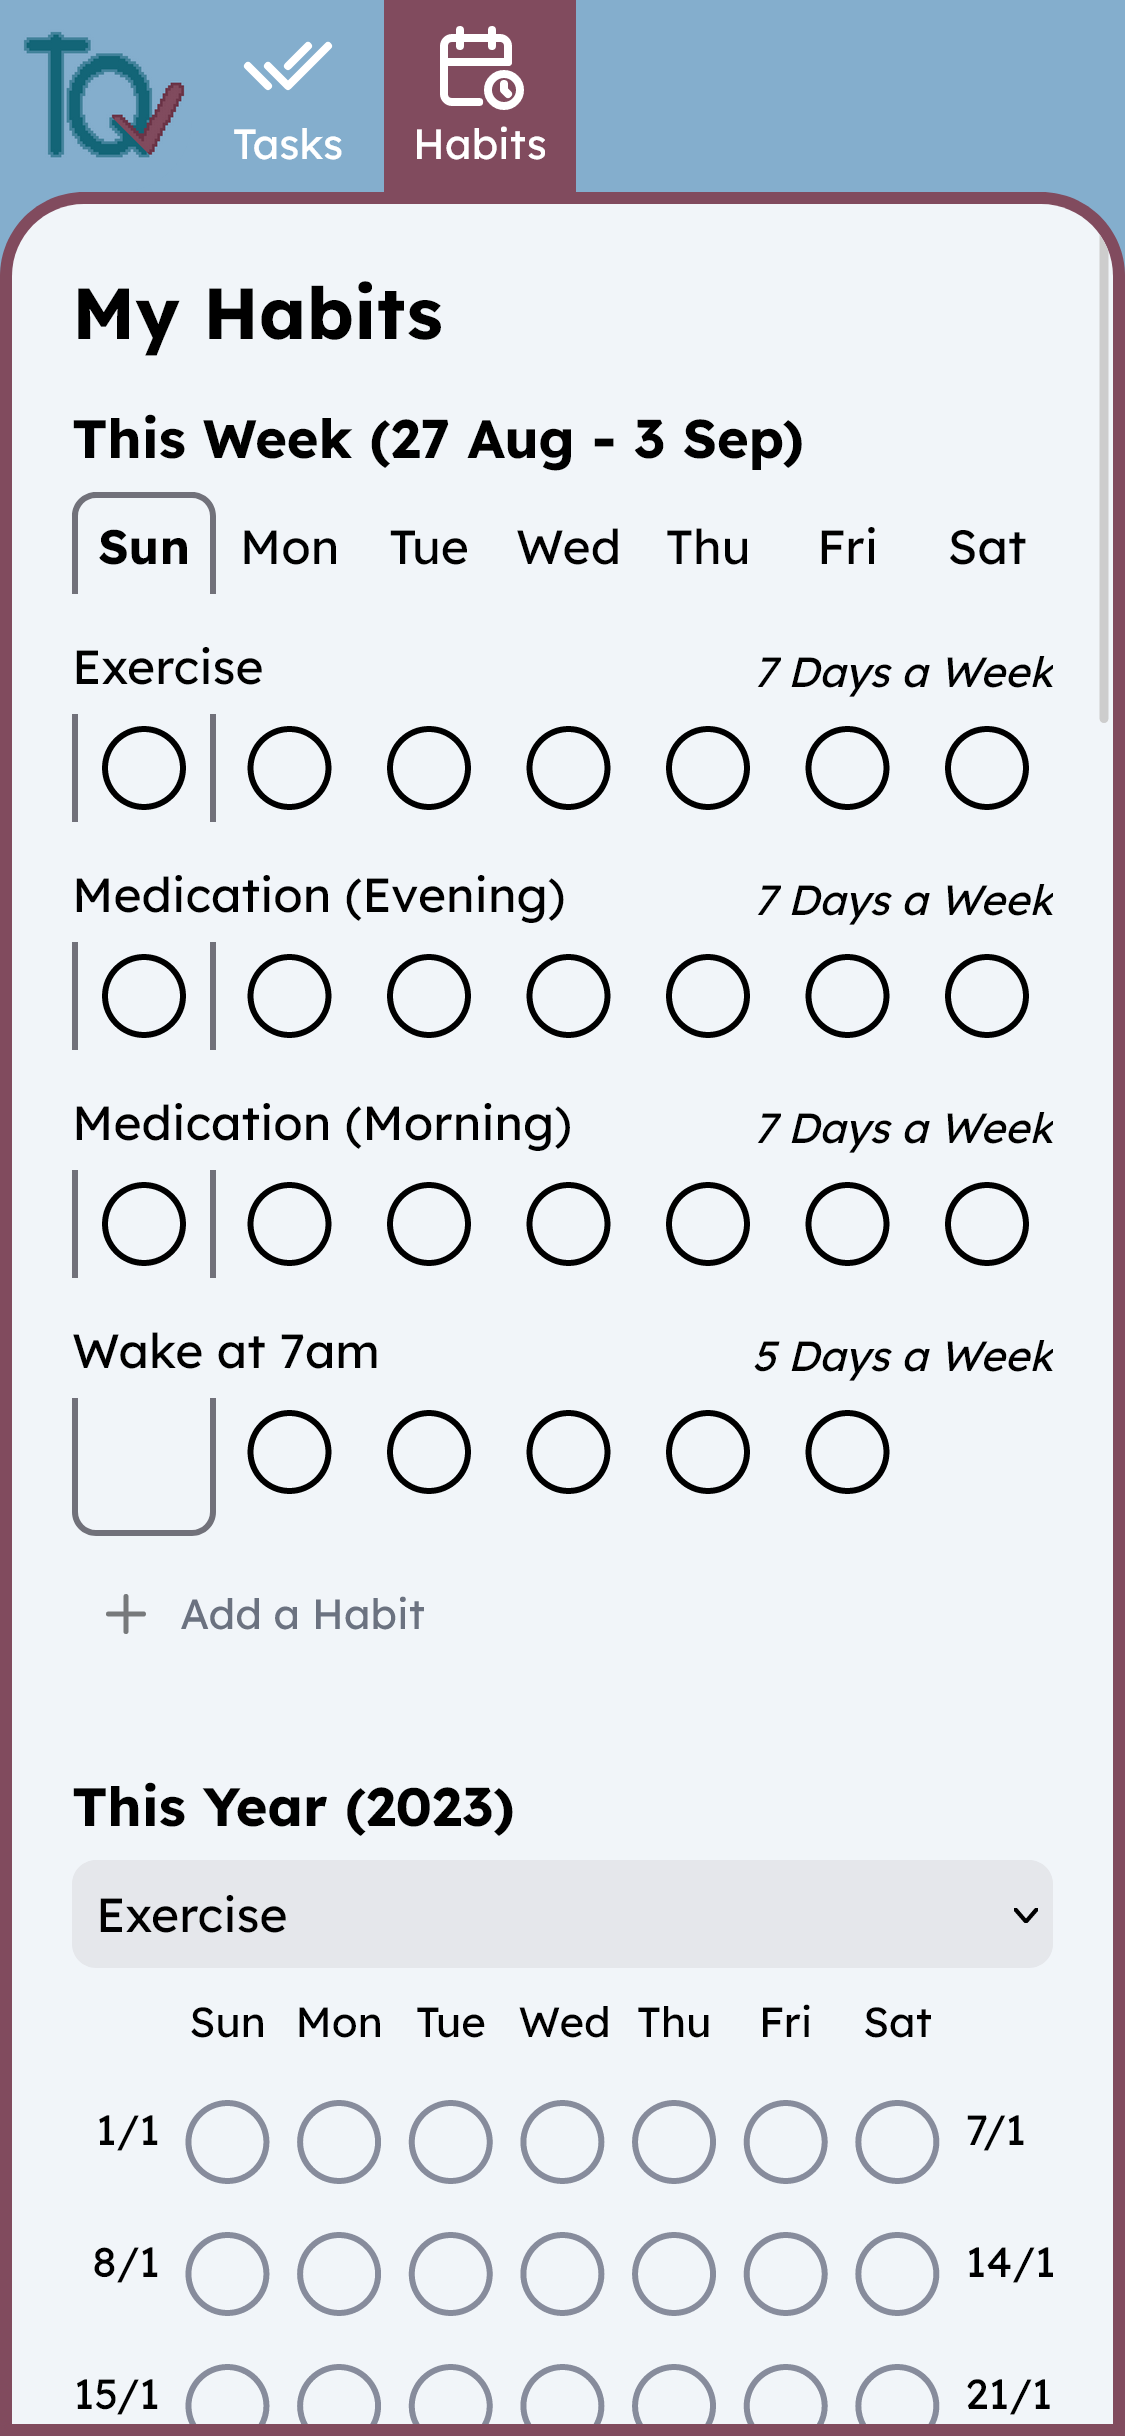 TQ
Tasks
Habits
My Habits
This Week (27 Aug - 3 Sep)
Sun Mon Tue Wed Thu Fri Sat
Exercise 7 Days a Week
Medication (Evening) 7 Days a Week
Medication (Morning) 7 Days a Week
Wake at 7am 5 Days a Week
+ Add a Habit
This Year (2023)
Exercise
Sun Mon Tue Wed Thu Fri Sat
1/1 7/1
8/1 14/1
15/1 21/1